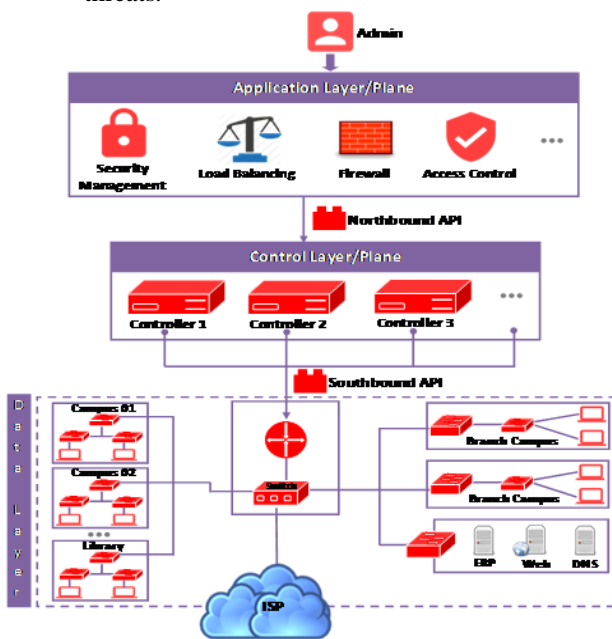 threats.
Admin
Application Layer/Plane
Security
Management
Load Balancing
Firewall
Access Control
...
Northbound API
Control Layer/Plane
Controller 1
Controller 2
Controller 3
...
Southbound API
Data Layer
Campus 01
Campus 02
...
Library
Switch
Branch Campus
Branch Campus
ERP
Web
DNS
ISP